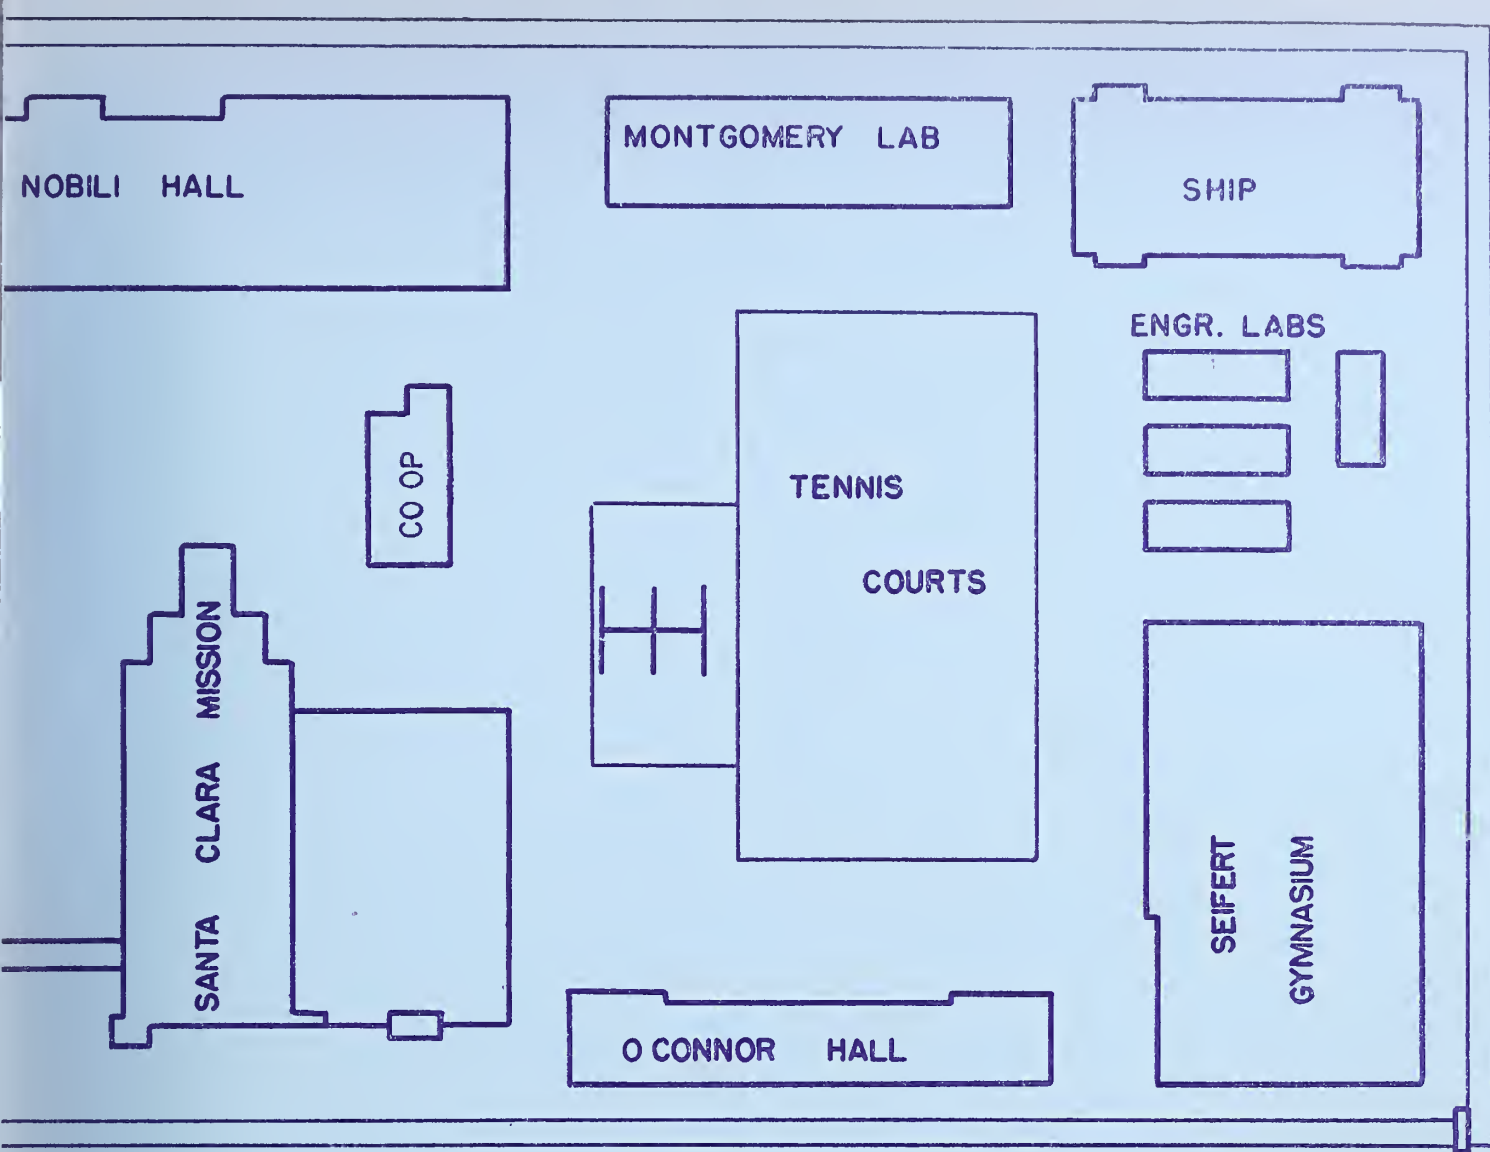 NOBILI HALL
MONTGOMERY LAB
SHIP
ENGR. LABS
CO OP
TENNIS
COURTS
SANTA CLARA MISSION
SEIFERT
GYMNASIUM
O CONNOR HALL